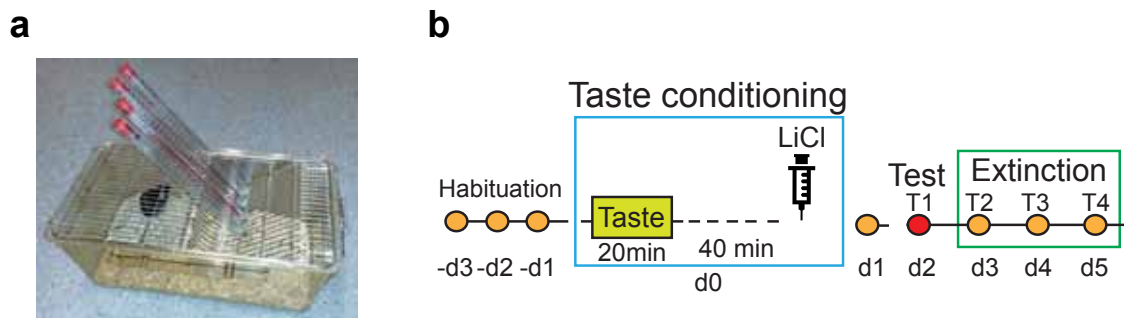 a
b
Taste conditioning
LiCl
Habituation
Taste
20min
40 min
-d3 -d2 -d1
d0
Test
Extinction
T1 T2 T3 T4
d1 d2 d3 d4 d5